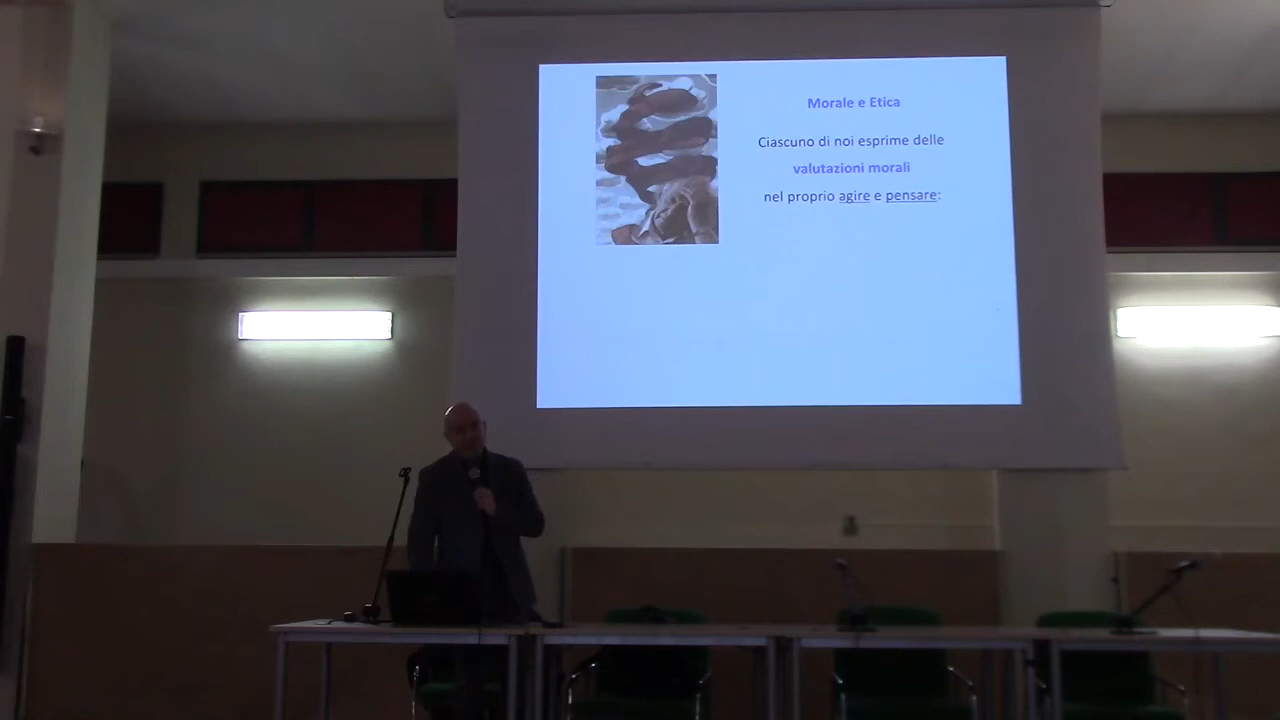 Morale e Etica
Ciascuno di noi esprime delle
valutazioni morali
nel proprio agire e pensare: